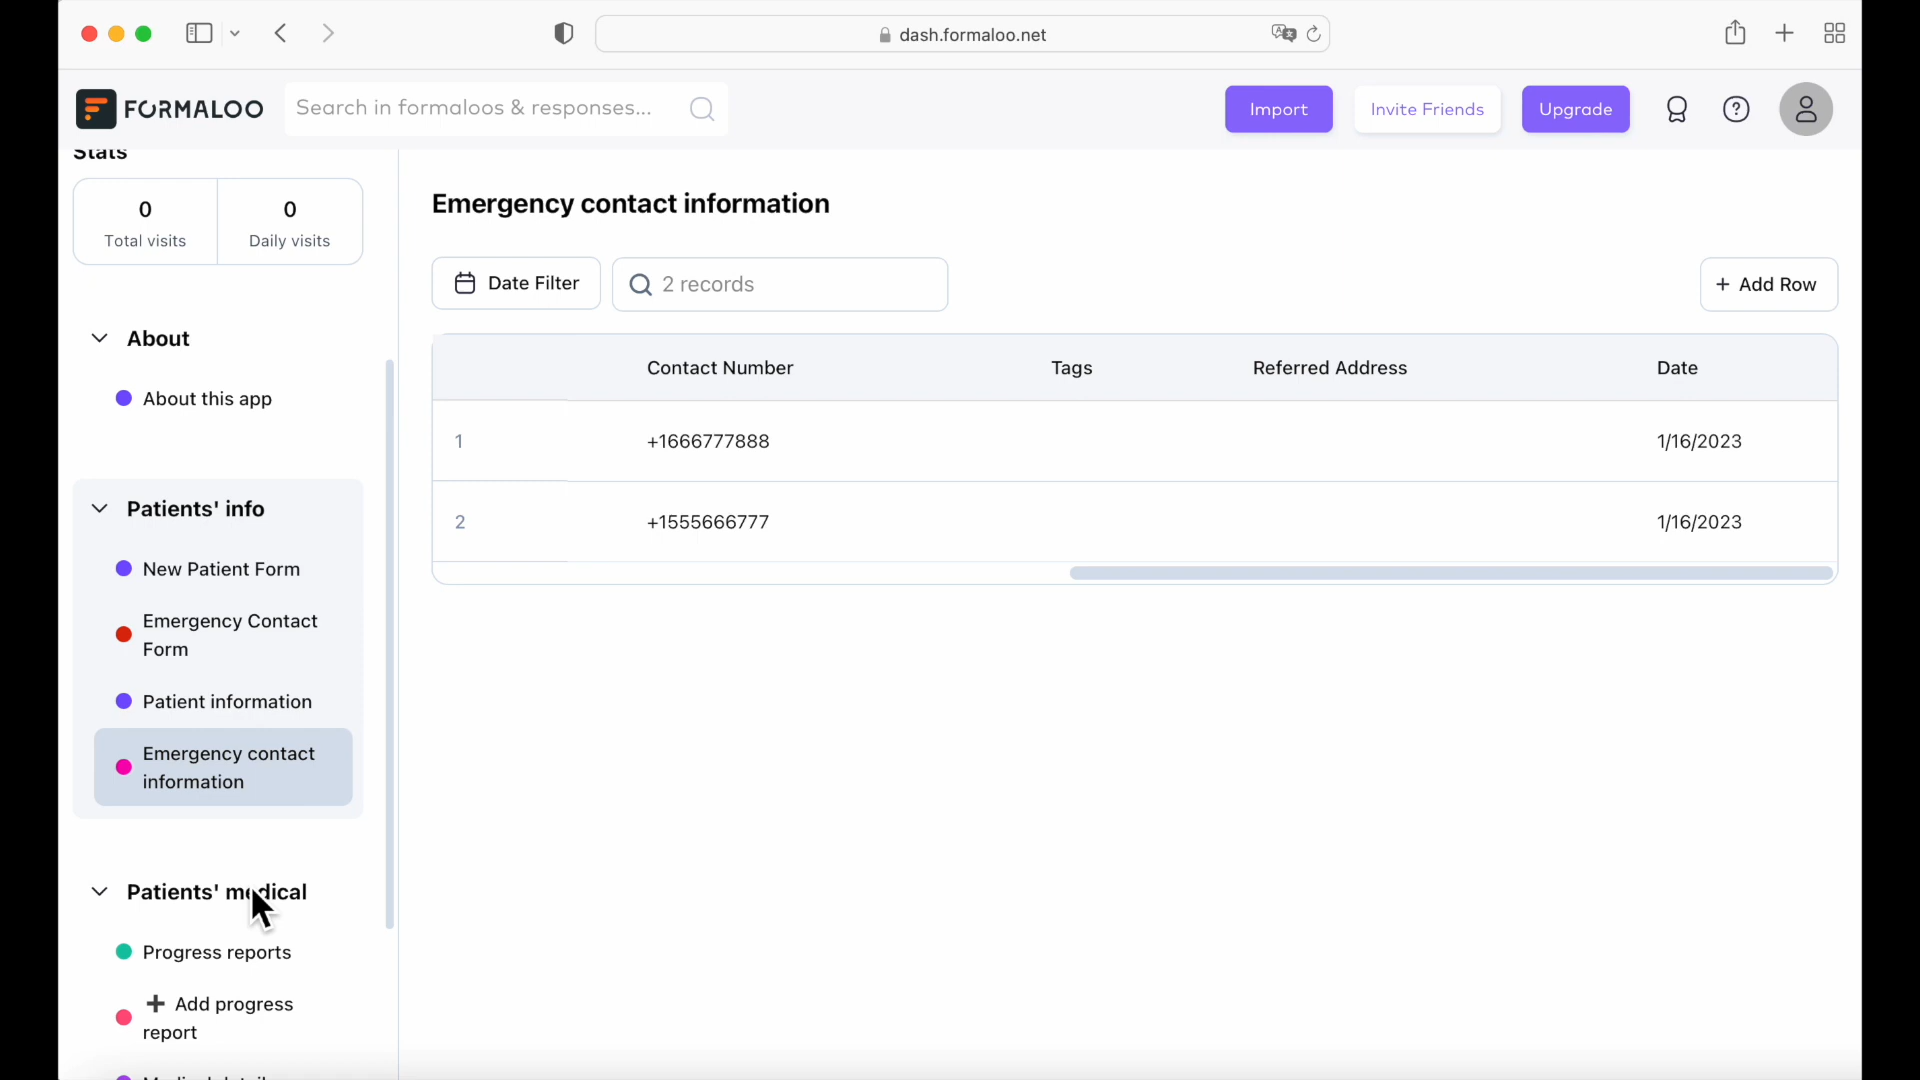 dash.formaloo.net
FORMALOO
Search in formaloos & responses...
Import
Invite Friends
Upgrade
Stats
0
Total visits
0
Daily visits
About
About this app
Patients' info
New Patient Form
Emergency Contact
Form
Patient information
Emergency contact
information
Patients' medical
Progress reports
➕ Add progress
report
Emergency contact information
Date Filter
2 records
+ Add Row
Contact Number Tags Referred Address Date
1 +1666777888 1/16/2023
2 +1555666777 1/16/2023